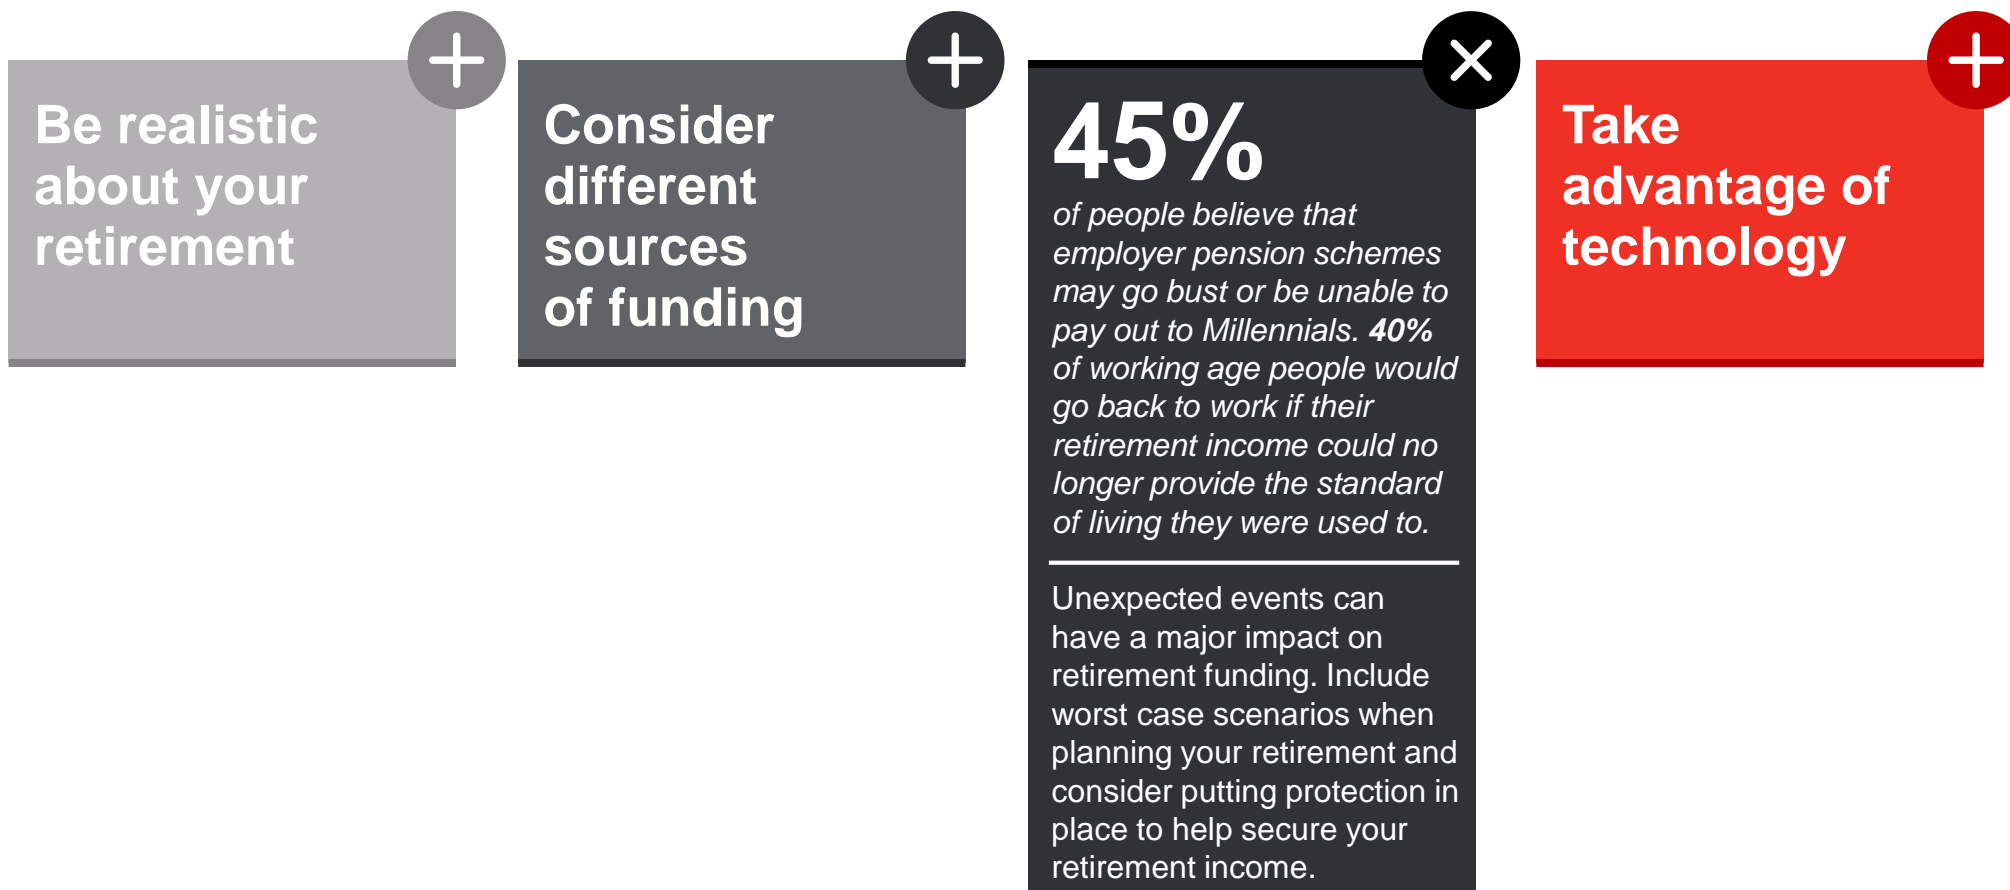 Be realistic
about your
retirement
Consider
different
sources
of funding
45%
of people believe that
employer pension schemes
may go bust or be unable to
pay out to Millennials. 40%
of working age people would
go back to work if their
retirement income could no
longer provide the standard
of living they were used to.
Unexpected events can
have a major impact on
retirement funding. Include
worst case scenarios when
planning your retirement and
consider putting protection in
place to help secure your
retirement income.
Take
advantage of
technology